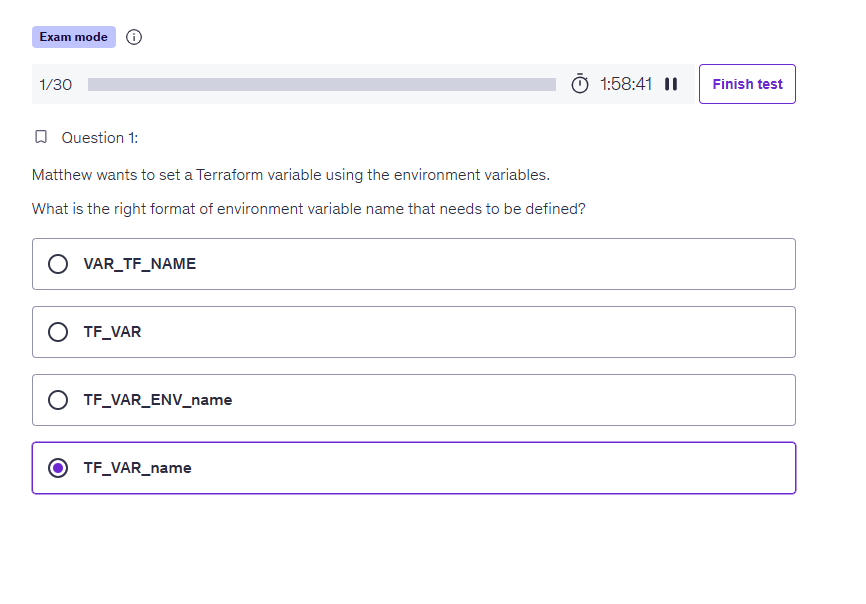 Exam mode
1/30
1:58:41
Finish test
Question 1:
Matthew wants to set a Terraform variable using the environment variables.
What is the right format of environment variable name that needs to be defined?
VAR_TF_NAME
TF_VAR
TF_VAR_ENV_name
TF_VAR_name